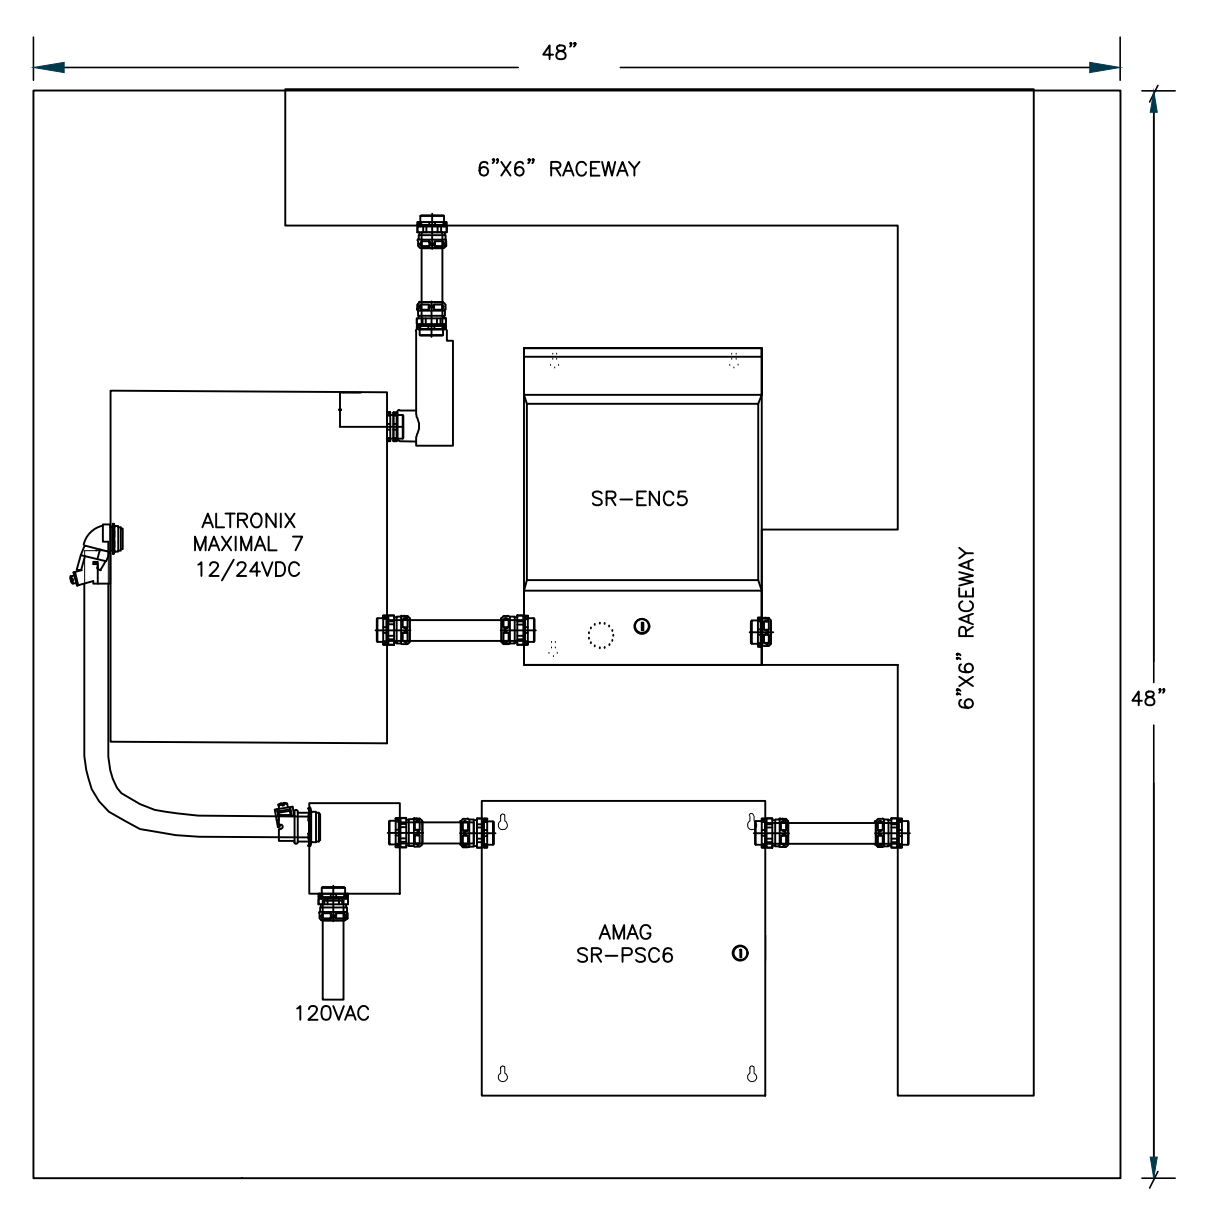 48”
6”X6” RACEWAY
SR-ENC5
ALTRONIX
MAXIMAL 7
12/24VDC
6”X6” RACEWAY
48”
AMAG
SR-PSC6
120VAC